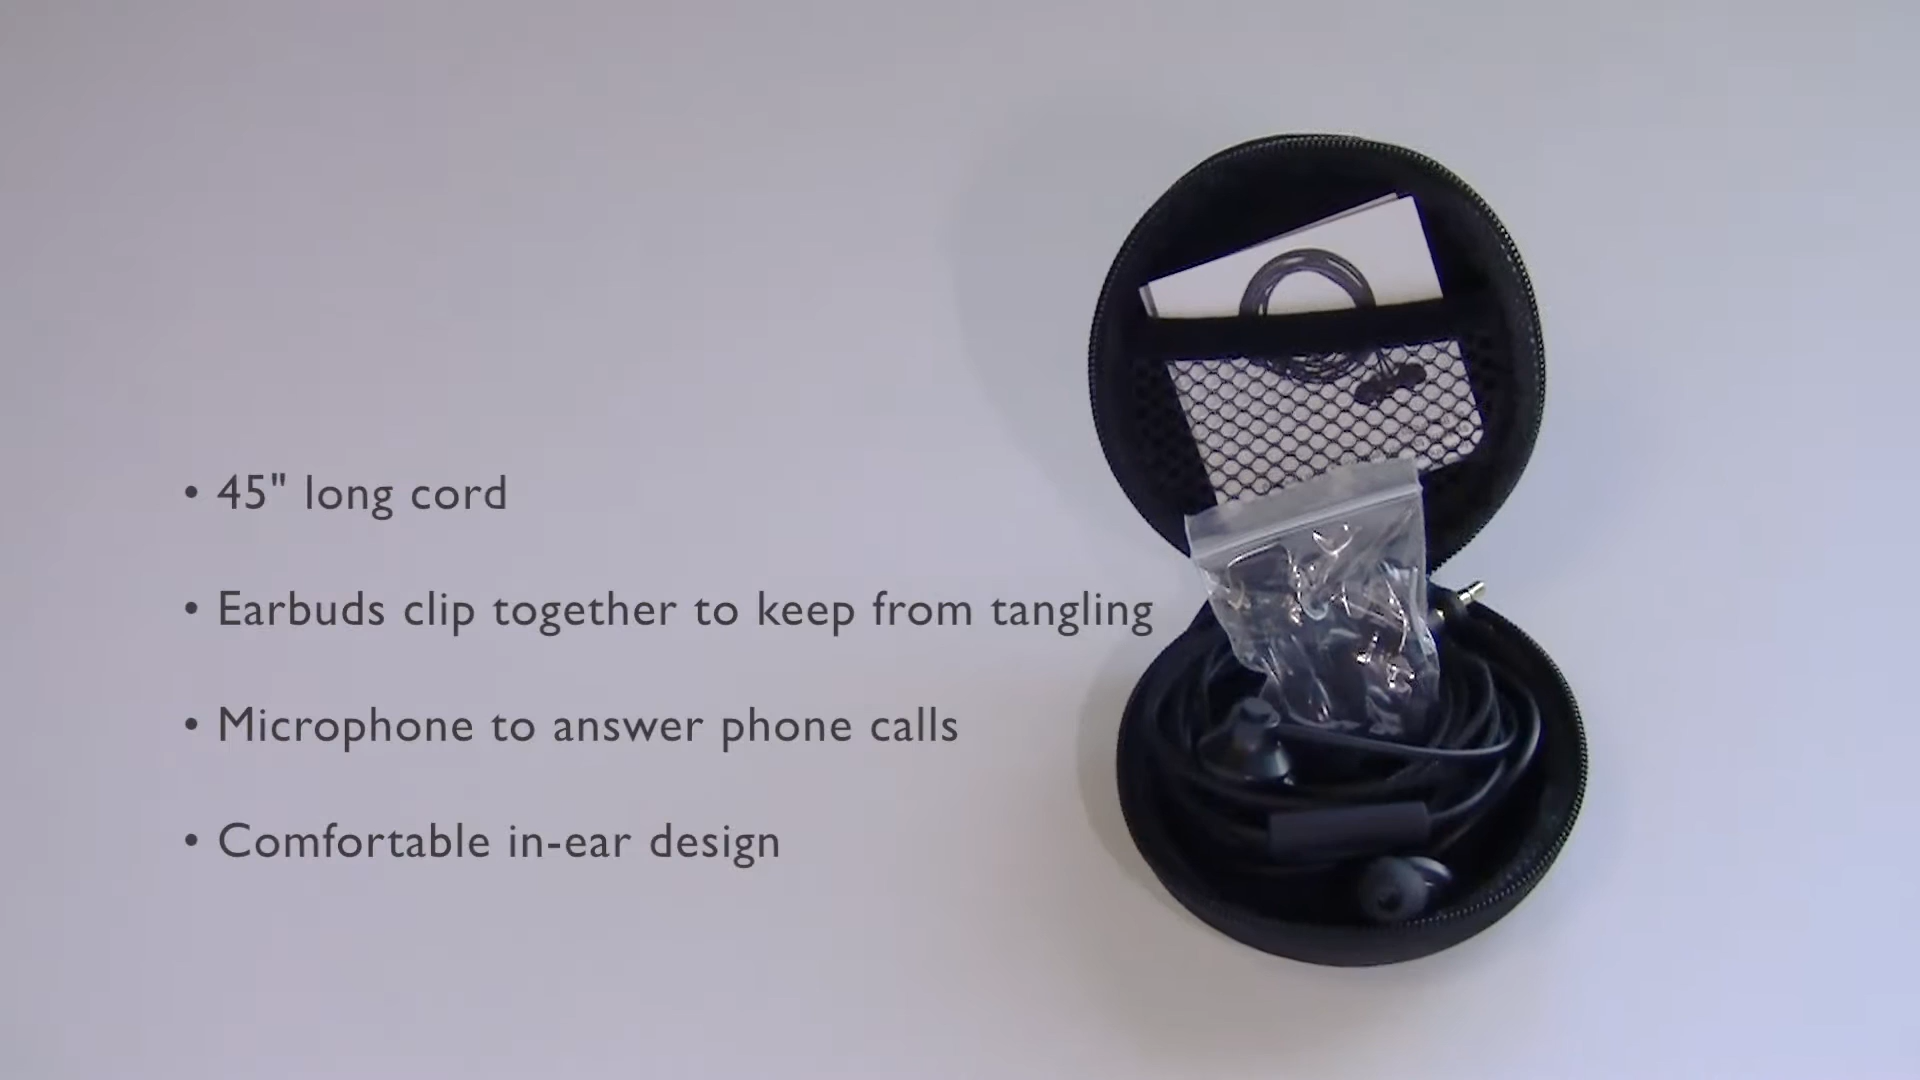 • 45" long cord
• Earbuds clip together to keep from tangling
• Microphone to answer phone calls
• Comfortable in-ear design